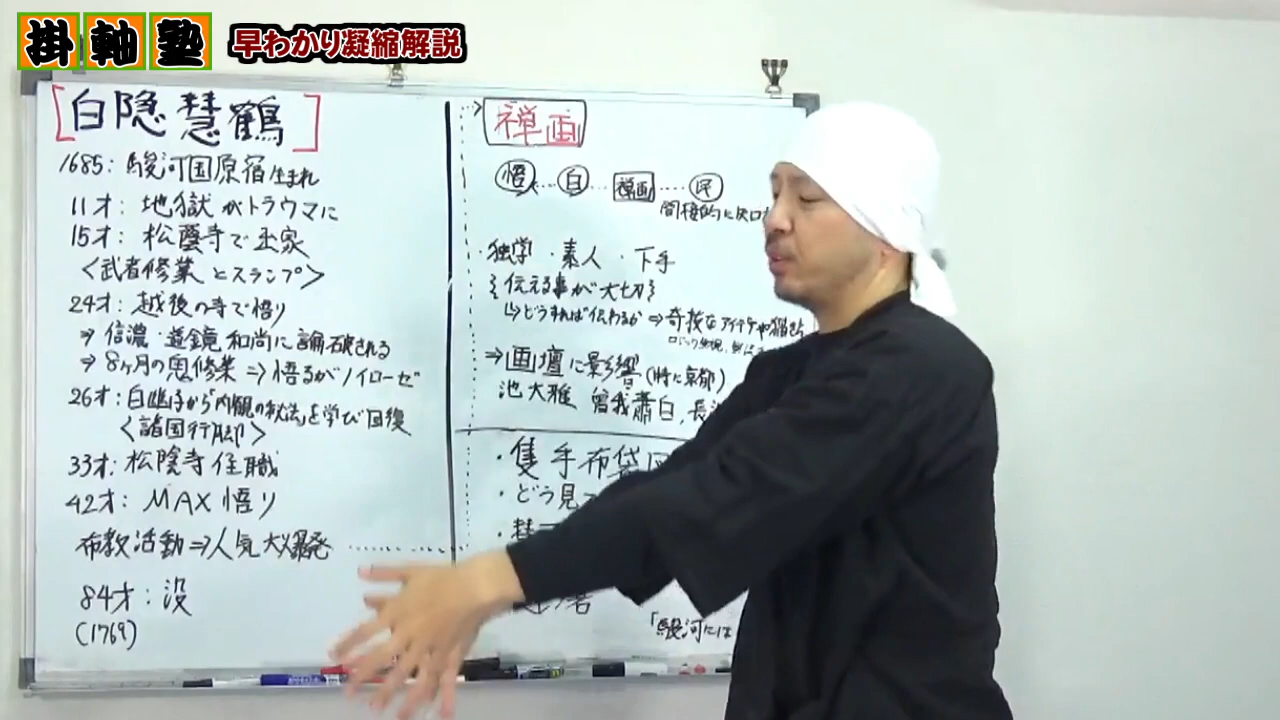 掛軸塾
早わかり凝縮解説
[白隠慧鶴]
1685:駿河国原宿生まれ
11才:地獄がトラウマに
15才:松蔭寺で出家
<武者修業とスランプ>
24才:越後の寺で悟り
⇒信濃・道鏡和尚に論破される
⇒8ヶ月の鬼修業⇒悟るがノイローゼ
26才:白幽子から「内観の秘法」を学び回復
<諸国行脚>
33才:松陰寺住職
42才:MAX悟り
布教活動⇒人気大爆発
84才:没
(1769)
禅画
悟 白 禅画 民
間接的に
・独学・素人・下手
伝える事が大切
↳どうすれば伝わるか⇒奇抜なアイデアや描き
⇒画壇に影響(特に京都)
池大雅 曾我蕭白,長
・隻手布袋図
・どう見
「駿河には